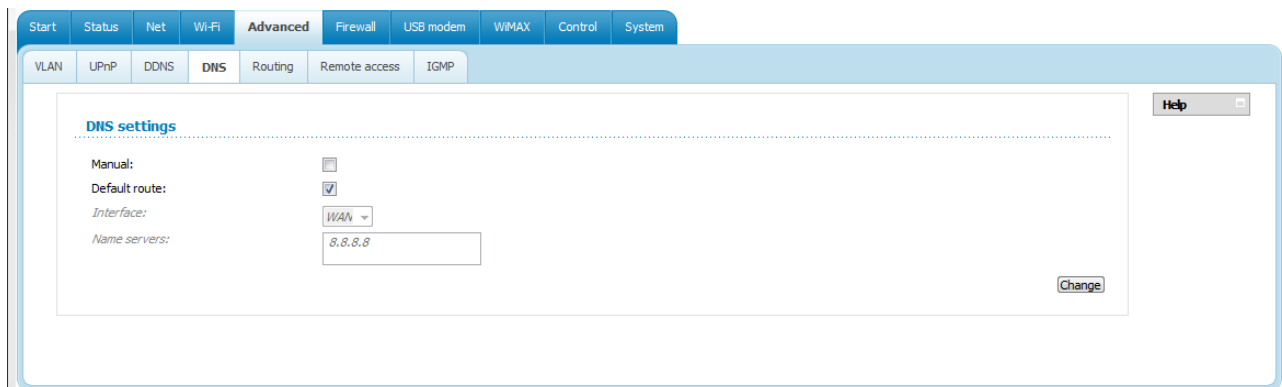 Start Status Net Wi-Fi Advanced Firewall USB modem WiMAX Control System
VLAN UPnP DDNS DNS Routing Remote access IGMP
Help
DNS settings
Manual:
Default route:
Interface: WAN
Name servers: 8.8.8.8
Change